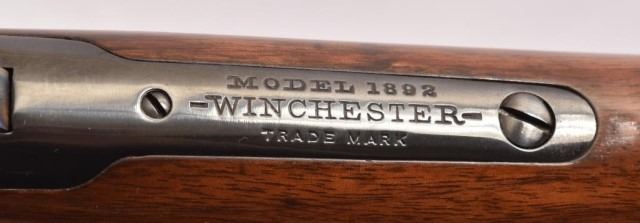 MODEL 1892
-WINCHESTER-
TRADE MARK